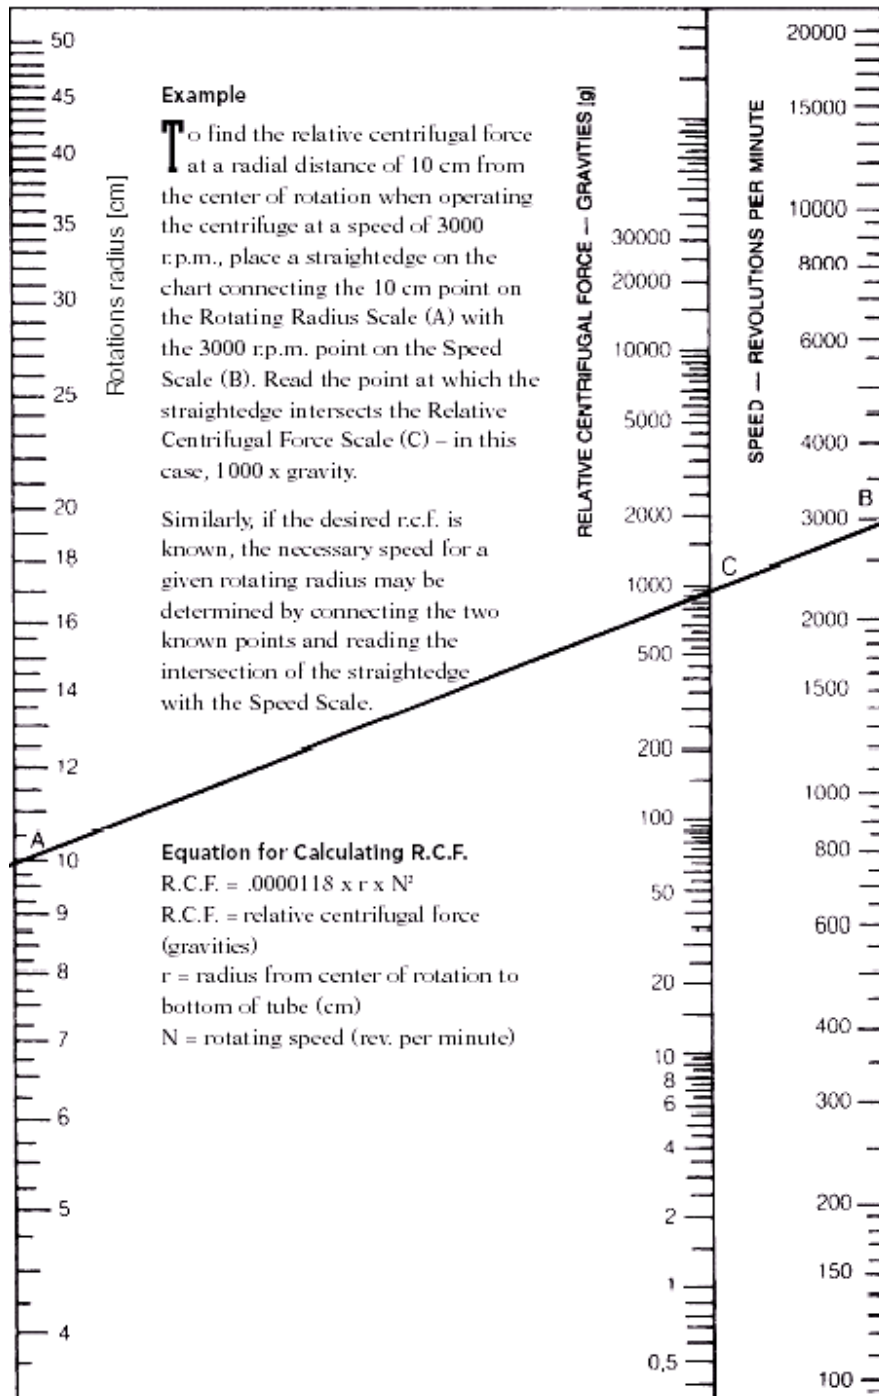 50
45
40
35
30
25
20
18
16
14
12
10
9
8
7
6
5
4
Rotations radius [cm]
A
Example
To find the relative centrifugal force
at a radial distance of 10 cm from
the center of rotation when operating
the centrifuge at a speed of 3000
r.p.m., place a straightedge on the
chart connecting the 10 cm point on
the Rotating Radius Scale (A) with
the 3000 r.p.m. point on the Speed
Scale (B). Read the point at which the
straightedge intersects the Relative
Centrifugal Force Scale (C) – in this
case, 1000 x gravity.
Similarly, if the desired r.c.f. is
known, the necessary speed for a
given rotating radius may be
determined by connecting the two
known points and reading the
intersection of the straightedge
with the Speed Scale.
Equation for Calculating R.C.F.
R.C.F. = .0000118 x r x N²
R.C.F. = relative centrifugal force
(gravities)
r = radius from center of rotation to
bottom of tube (cm)
N = rotating speed (rev. per minute)
RELATIVE CENTRIFUGAL FORCE — GRAVITIES [g]
30000
20000
10000
5000
2000
1000
500
200
100
50
20
10
8
6
4
2
1
0,5
C
SPEED — REVOLUTIONS PER MINUTE
20000
15000
10000
8000
6000
4000
3000
2000
1500
1000
800
600
400
300
200
150
100
B